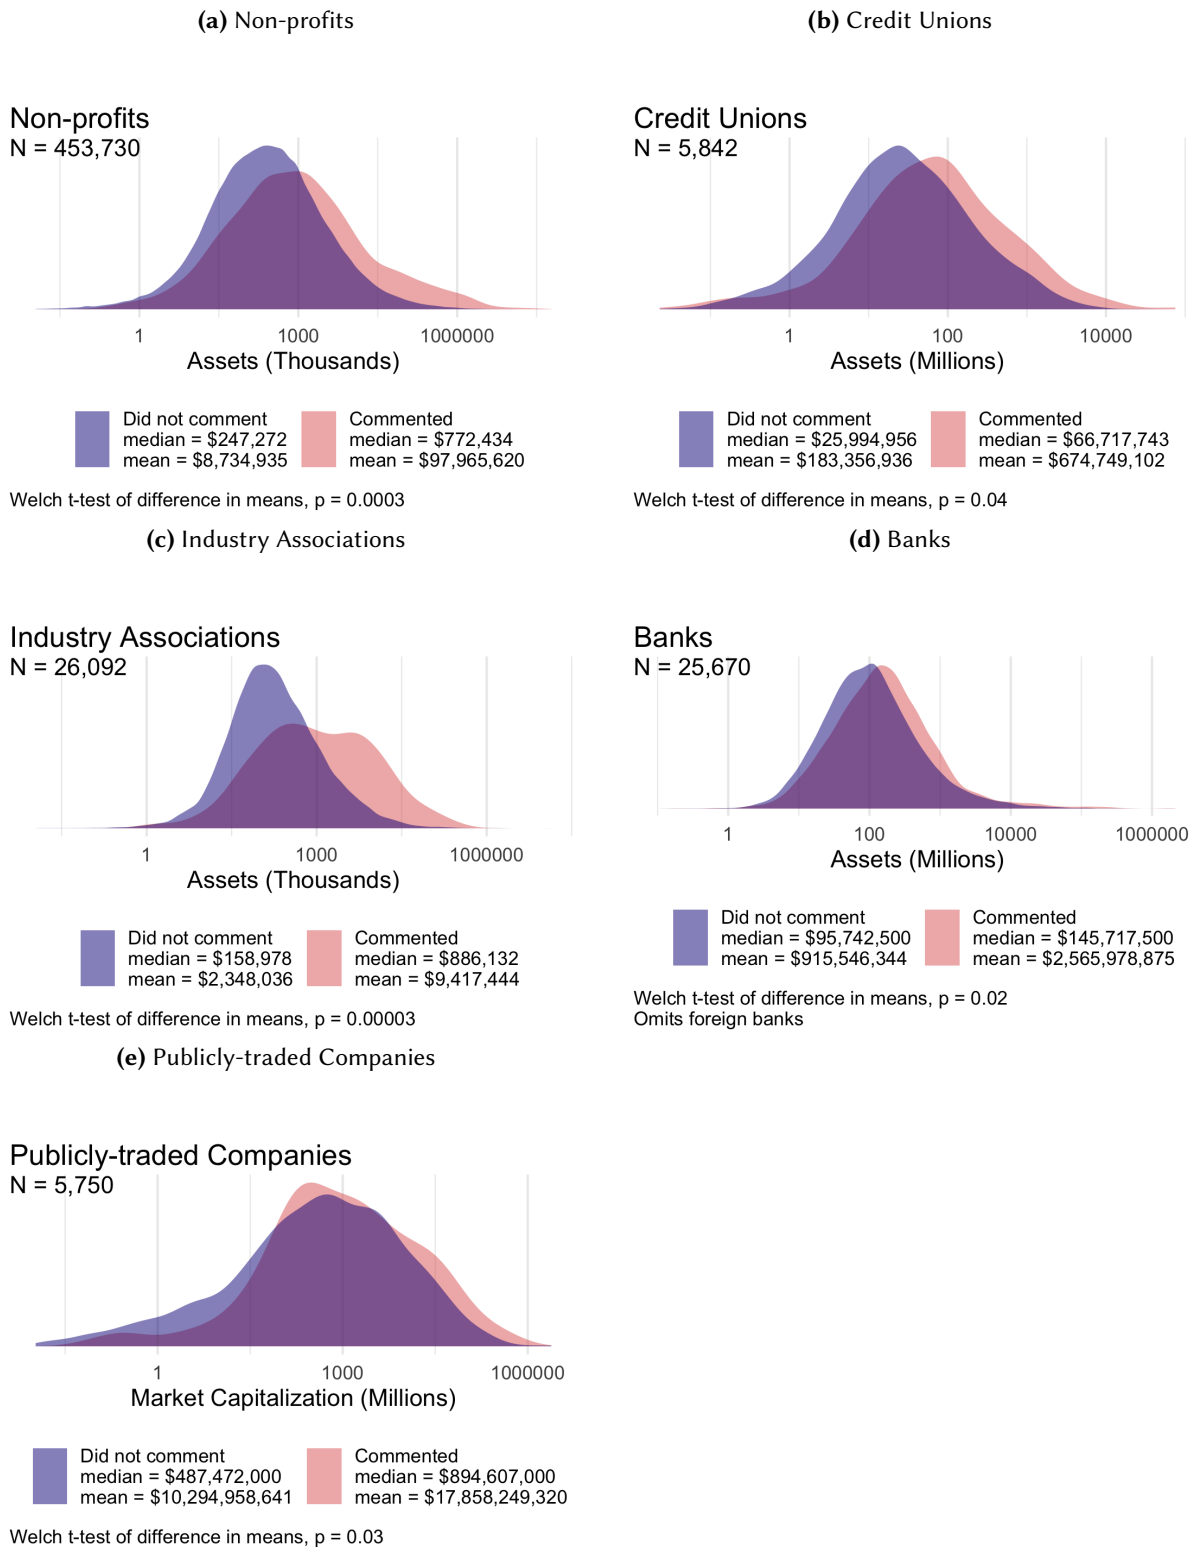 (a) Non-profits
Non-profits
N = 453,730
1 1000 1000000
Assets (Thousands)
Did not comment
median = $247,272
mean = $8,734,935
Commented
median = $772,434
mean = $97,965,620
Welch t-test of difference in means, p = 0.0003
(b) Credit Unions
Credit Unions
N = 5,842
1 100 10000
Assets (Millions)
Did not comment
median = $25,994,956
mean = $183,356,936
Commented
median = $66,717,743
mean = $674,749,102
Welch t-test of difference in means, p = 0.04
(c) Industry Associations
Industry Associations
N = 26,092
1 1000 1000000
Assets (Thousands)
Did not comment
median = $158,978
mean = $2,348,036
Commented
median = $886,132
mean = $9,417,444
Welch t-test of difference in means, p = 0.00003
(d) Banks
Banks
N = 25,670
1 100 10000 1000000
Assets (Millions)
Did not comment
median = $95,742,500
mean = $915,546,344
Commented
median = $145,717,500
mean = $2,565,978,875
Welch t-test of difference in means, p = 0.02
Omits foreign banks
(e) Publicly-traded Companies
Publicly-traded Companies
N = 5,750
1 1000 1000000
Market Capitalization (Millions)
Did not comment
median = $487,472,000
mean = $10,294,958,641
Commented
median = $894,607,000
mean = $17,858,249,320
Welch t-test of difference in means, p = 0.03